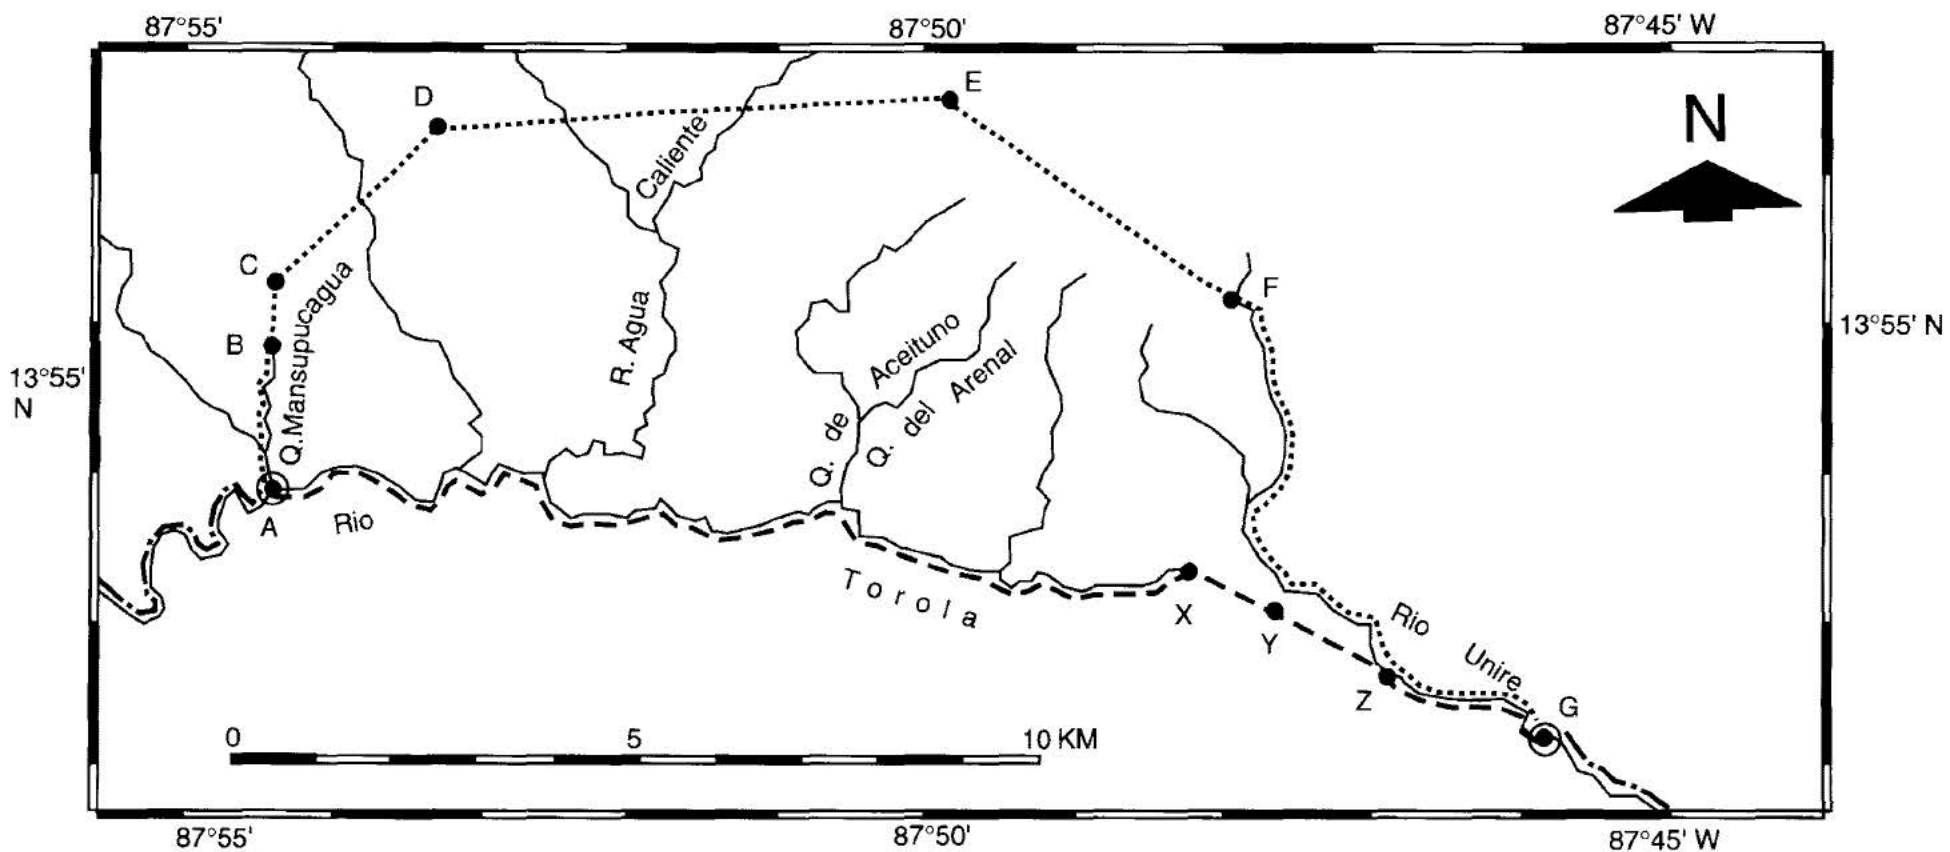 87°55' 87°50' 87°45' W
N
D
E
Caliente
C
F
B
Q.Mansupucagua
R. Agua
13°55' N
13°55'
N
Q. de Aceituno
Q. del Arenal
A
Rio
Torola
X
Y
Z
Rio Unire
G
0 5 10 KM
87°55' 87°50' 87°45' W